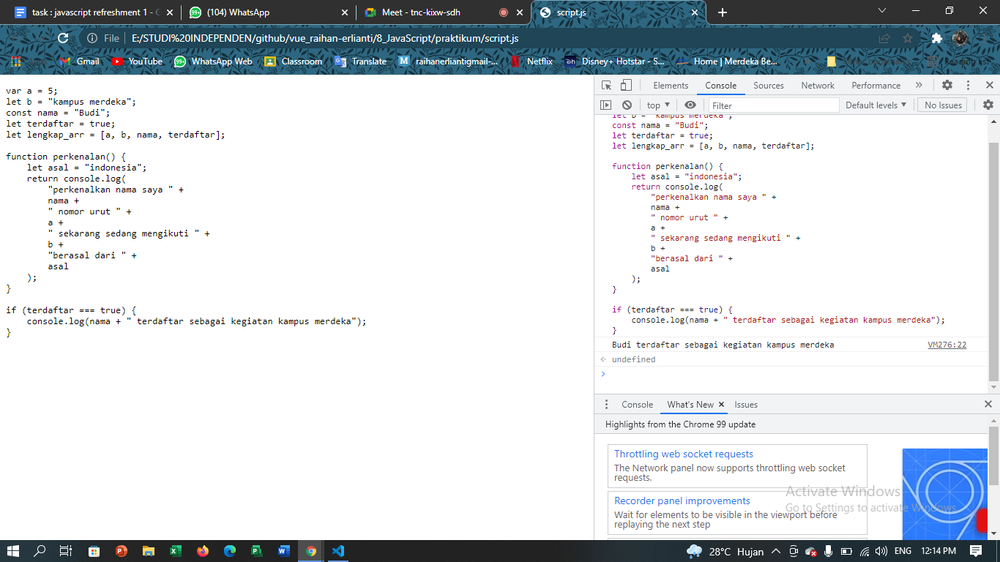 task : javascript refreshment 1 - G
(104) WhatsApp
Meet - tnc-kixw-sdh
script.js
File
E:/STUDI%20INDEPENDEN/github/vue_raihan-erlianti/8_JavaScript/praktikum/script.js
Gmail
YouTube
WhatsApp Web
Classroom
Translate
raihanerliantigmail-...
Netflix
Disney+ Hotstar - S...
Home | Merdeka Be...
var a = 5;
let b = "kampus merdeka";
const nama = "Budi";
let terdaftar = true;
let lengkap_arr = [a, b, nama, terdaftar];
function perkenalan() {
    let asal = "indonesia";
    return console.log(
        "perkenalkan nama saya " +
        nama +
        " nomor urut " +
        a +
        " sekarang sedang mengikuti " +
        b +
        "berasal dari " +
        asal
    );
}
if (terdaftar === true) {
    console.log(nama + " terdaftar sebagai kegiatan kampus merdeka");
}
Elements
Console
Sources
Network
Performance
top
Filter
Default levels
No Issues
let b = "kampus merdeka";
const nama = "Budi";
let terdaftar = true;
let lengkap_arr = [a, b, nama, terdaftar];
function perkenalan() {
    let asal = "indonesia";
    return console.log(
        "perkenalkan nama saya " +
        nama +
        " nomor urut " +
        a +
        " sekarang sedang mengikuti " +
        b +
        "berasal dari " +
        asal
    );
}
if (terdaftar === true) {
    console.log(nama + " terdaftar sebagai kegiatan kampus merdeka");
}
Budi terdaftar sebagai kegiatan kampus merdeka
VM276:22
undefined
Console
What's New
Issues
Highlights from the Chrome 99 update
Throttling web socket requests
The Network panel now supports throttling web socket
requests.
Recorder panel improvements
Wait for elements to be visible in the viewport before
replaying the next step
Activate Windows
Go to Settings to activate Windows.
28°C Hujan
ENG
12:14 PM